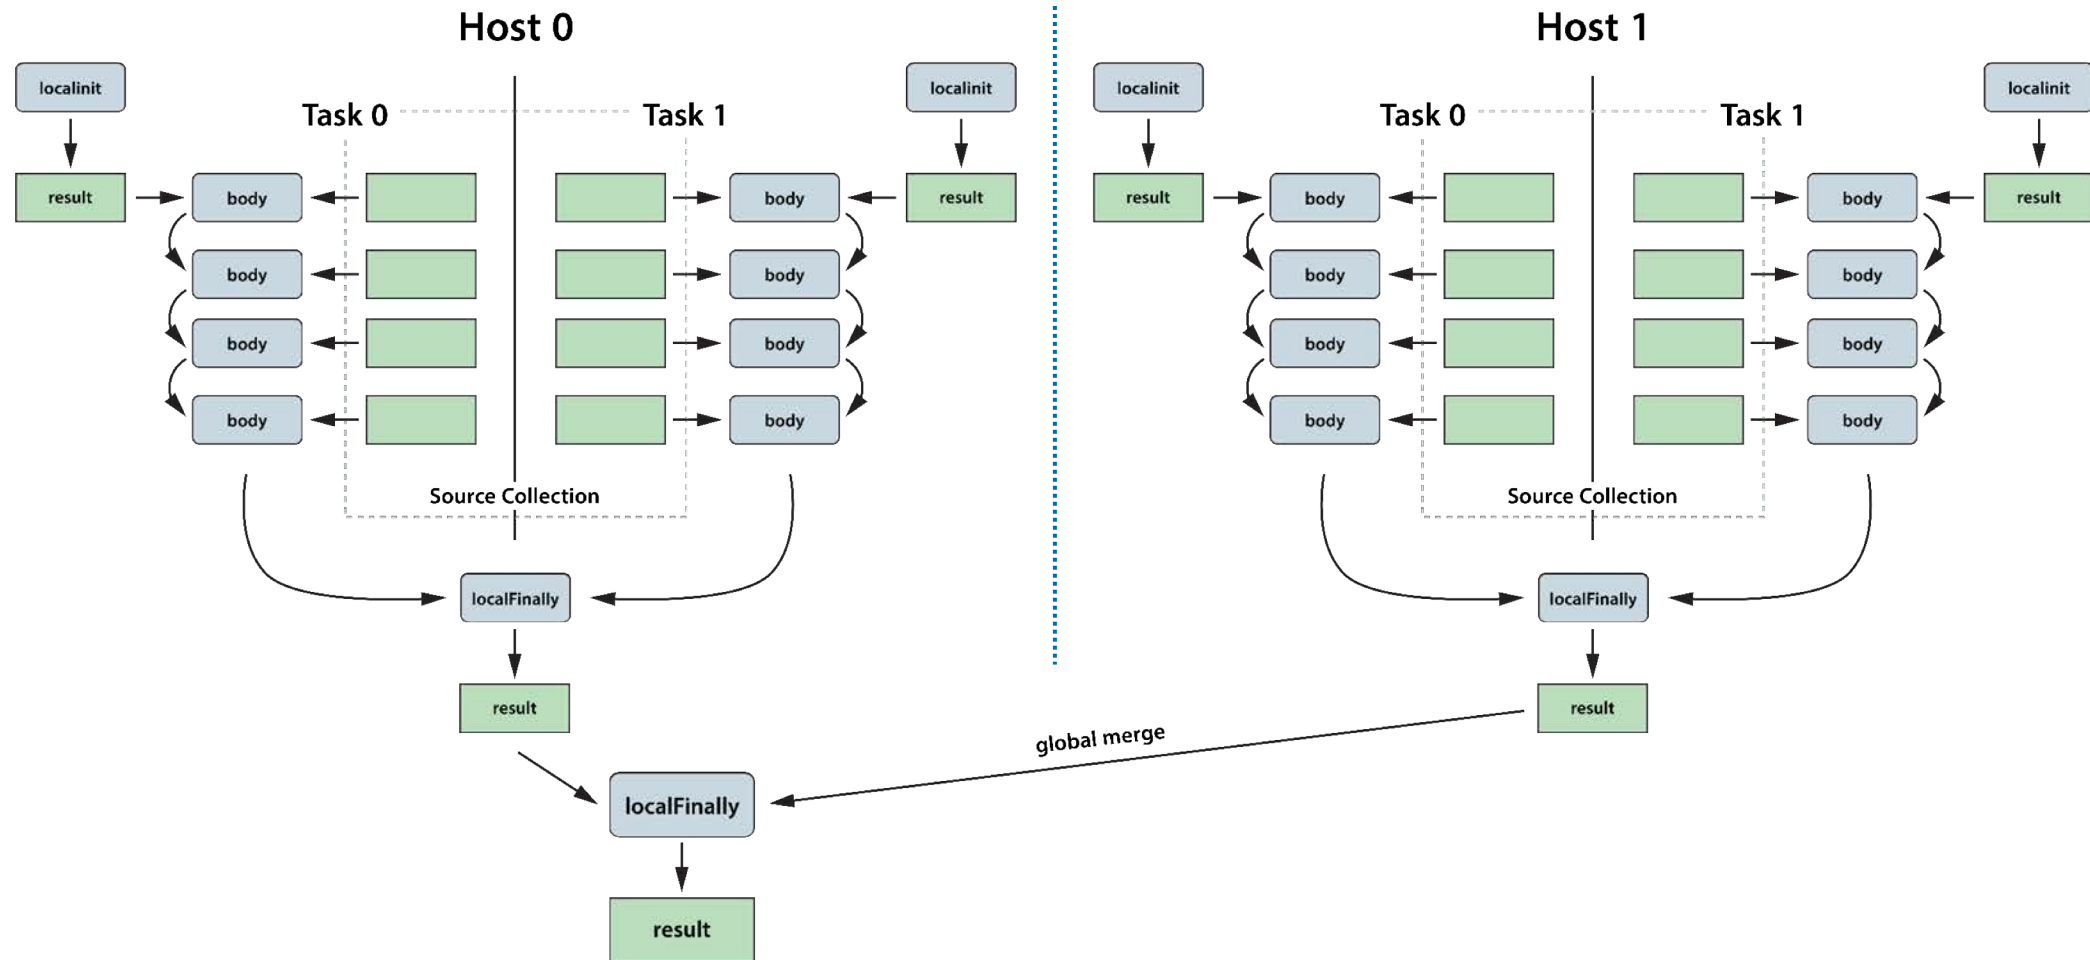 Host 0
Host 1
localinit
localinit
localinit
localinit
Task 0
Task 1
Task 0
Task 1
result
body
body
result
result
body
body
result
body
body
body
body
body
body
body
body
body
body
body
body
Source Collection
Source Collection
localFinally
localFinally
result
result
global merge
localFinally
result